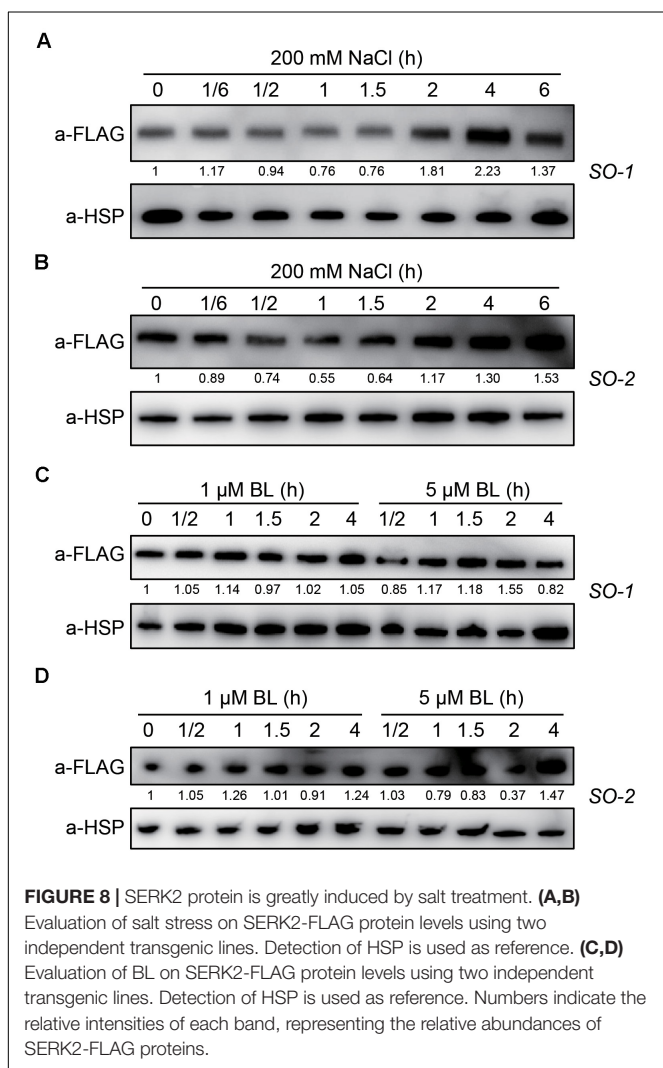 A
200 mM NaCl (h)
0 1/6 1/2 1 1.5 2 4 6
a-FLAG
1 1.17 0.94 0.76 0.76 1.81 2.23 1.37
SO-1
a-HSP
B
200 mM NaCl (h)
0 1/6 1/2 1 1.5 2 4 6
a-FLAG
1 0.89 0.74 0.55 0.64 1.17 1.30 1.53
SO-2
a-HSP
C
1 µM BL (h) 5 µM BL (h)
0 1/2 1 1.5 2 4 1/2 1 1.5 2 4
a-FLAG
1 1.05 1.14 0.97 1.02 1.05 0.85 1.17 1.18 1.55 0.82
SO-1
a-HSP
D
1 µM BL (h) 5 µM BL (h)
0 1/2 1 1.5 2 4 1/2 1 1.5 2 4
a-FLAG
1 1.05 1.26 1.01 0.91 1.24 1.03 0.79 0.83 0.37 1.47
SO-2
a-HSP
FIGURE 8 | SERK2 protein is greatly induced by salt treatment. (A,B)
Evaluation of salt stress on SERK2-FLAG protein levels using two
independent transgenic lines. Detection of HSP is used as reference. (C,D)
Evaluation of BL on SERK2-FLAG protein levels using two independent
transgenic lines. Detection of HSP is used as reference. Numbers indicate the
relative intensities of each band, representing the relative abundances of
SERK2-FLAG proteins.